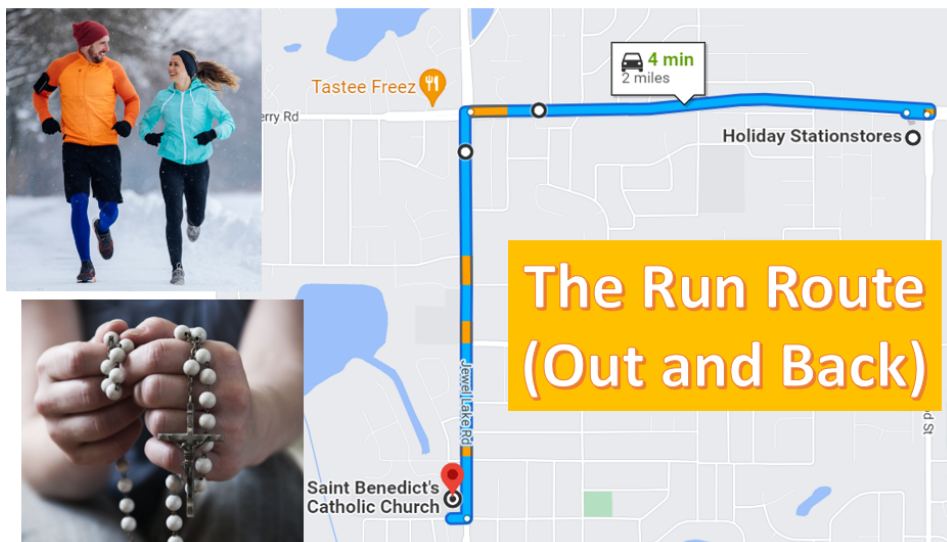 4 min
2 miles
Tastee Freez
erry Rd
Holiday Stationstores
The Run Route
(Out and Back)
Jewel Lake Rd
d St
Saint Benedict's
Catholic Church